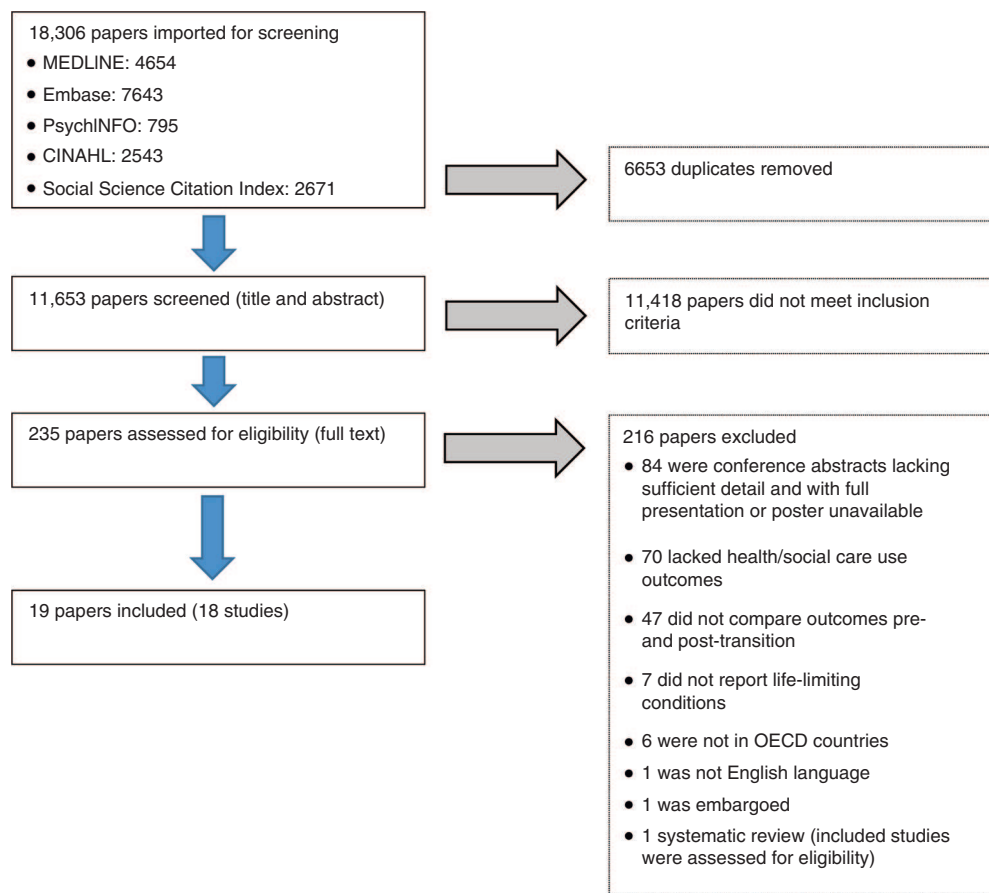 18,306 papers imported for screening
● MEDLINE: 4654
● Embase: 7643
● PsychINFO: 795
● CINAHL: 2543
● Social Science Citation Index: 2671
6653 duplicates removed
11,653 papers screened (title and abstract)
11,418 papers did not meet inclusion
criteria
235 papers assessed for eligibility (full text)
216 papers excluded
● 84 were conference abstracts lacking
sufficient detail and with full
presentation or poster unavailable
● 70 lacked health/social care use
outcomes
● 47 did not compare outcomes pre-
and post-transition
● 7 did not report life-limiting
conditions
● 6 were not in OECD countries
● 1 was not English language
● 1 was embargoed
● 1 systematic review (included studies
were assessed for eligibility)
19 papers included (18 studies)